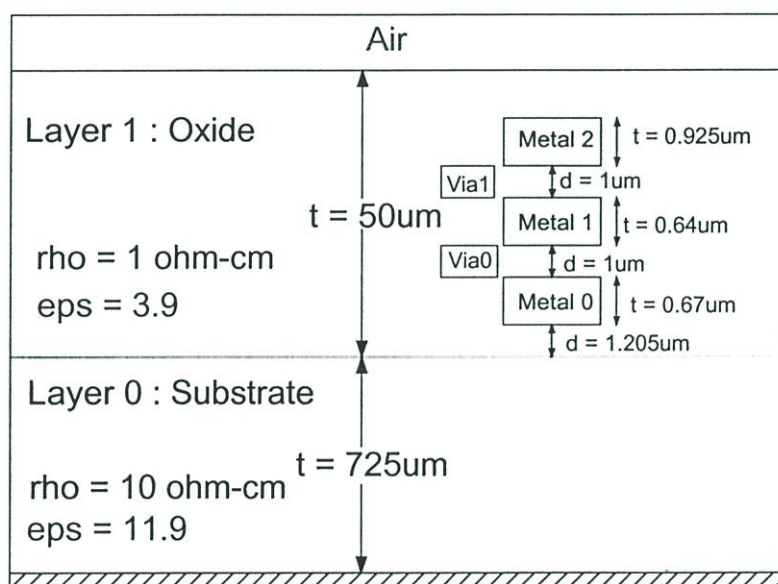 Air
Layer 1 : Oxide
t = 50um
rho = 1 ohm-cm
eps = 3.9
Metal 2
t = 0.925um
Via1
d = 1um
Metal 1
t = 0.64um
Via0
d = 1um
Metal 0
t = 0.67um
d = 1.205um
Layer 0 : Substrate
t = 725um
rho = 10 ohm-cm
eps = 11.9